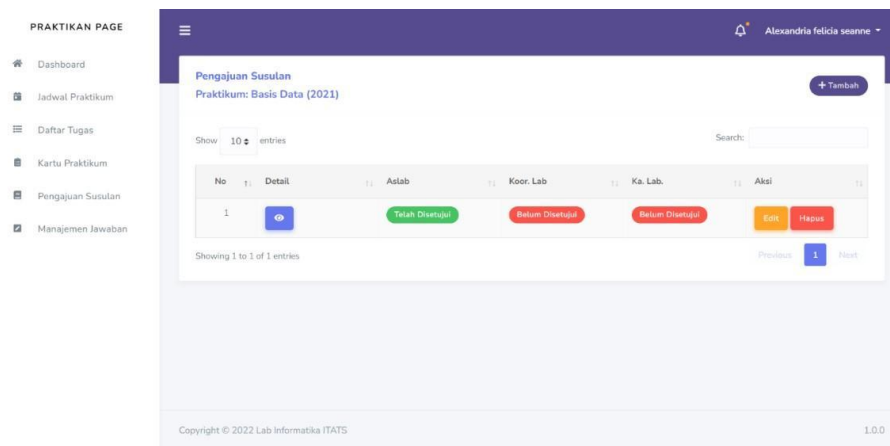 PRAKTIKAN PAGE
Alexandria felicia seanne
Dashboard
Jadwal Praktikum
Daftar Tugas
Kartu Praktikum
Pengajuan Susulan
Manajemen Jawaban
Pengajuan Susulan
Praktikum: Basis Data (2021)
+ Tambah
Show 10 entries
Search:
No Detail Aslab Koor. Lab Ka. Lab. Aksi
1 Telah Disetujui Belum Disetujui Belum Disetujui Edit Hapus
Showing 1 to 1 of 1 entries
Previous 1 Next
Copyright © 2022 Lab Informatika ITATS
1.0.0